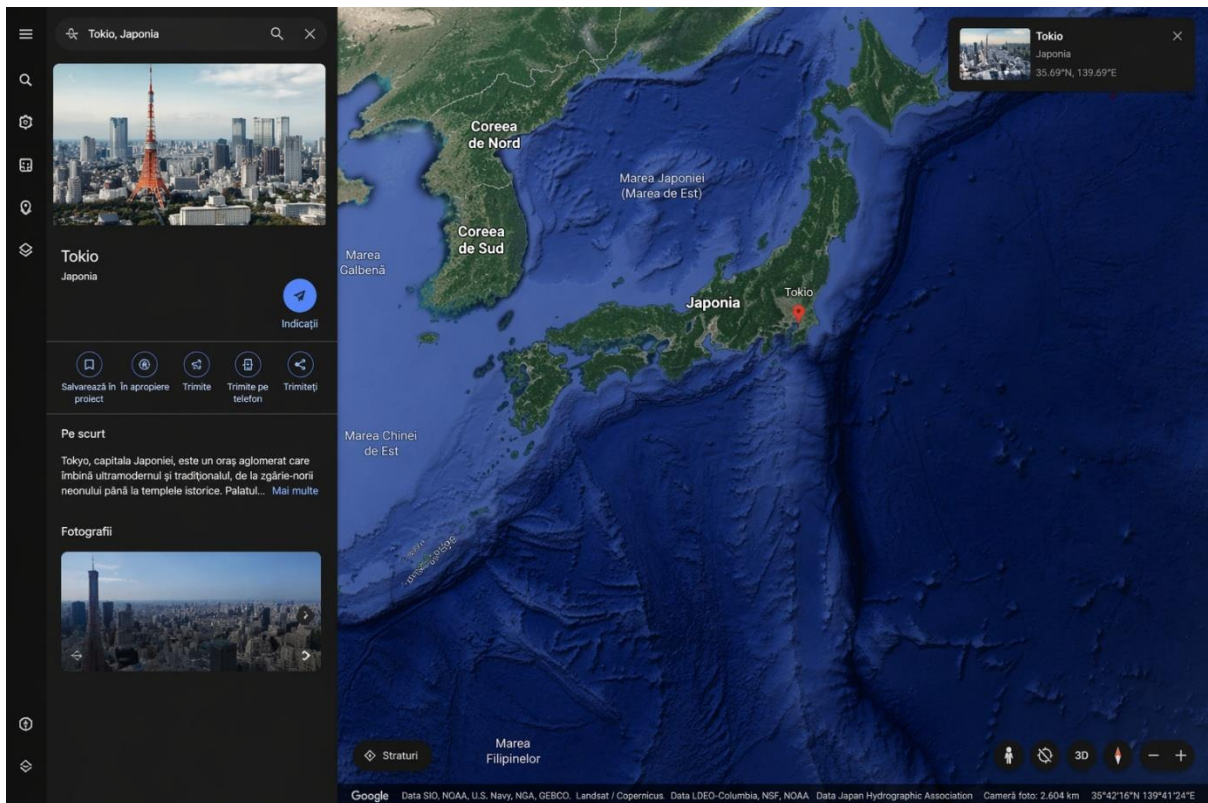 Tokio, Japonia
Tokio
Japonia
Indicații
Salvarează în proiect
În apropiere
Trimite
Trimite pe telefon
Trimiteți
Pe scurt
Tokyo, capitala Japoniei, este un oraș aglomerat care
îmbină ultramodernul și tradiționalul, de la zgârie-norii
neonului până la templele istorice. Palatul... Mai multe
Fotografii
Tokio
Japonia
35.69°N, 139.69°E
Coreea
de Nord
Marea Japoniei
(Marea de Est)
Coreea
de Sud
Marea
Galbenă
Tokio
Japonia
Marea Chinei
de Est
Marea
Filipinelor
Straturi
3D
Google Data SIO, NOAA, U.S. Navy, NGA, GEBCO. Landsat / Copernicus. Data LDEO-Columbia, NSF, NOAA Data Japan Hydrographic Association Cameră foto: 2.604 km 35°42'16"N 139°41'24"E